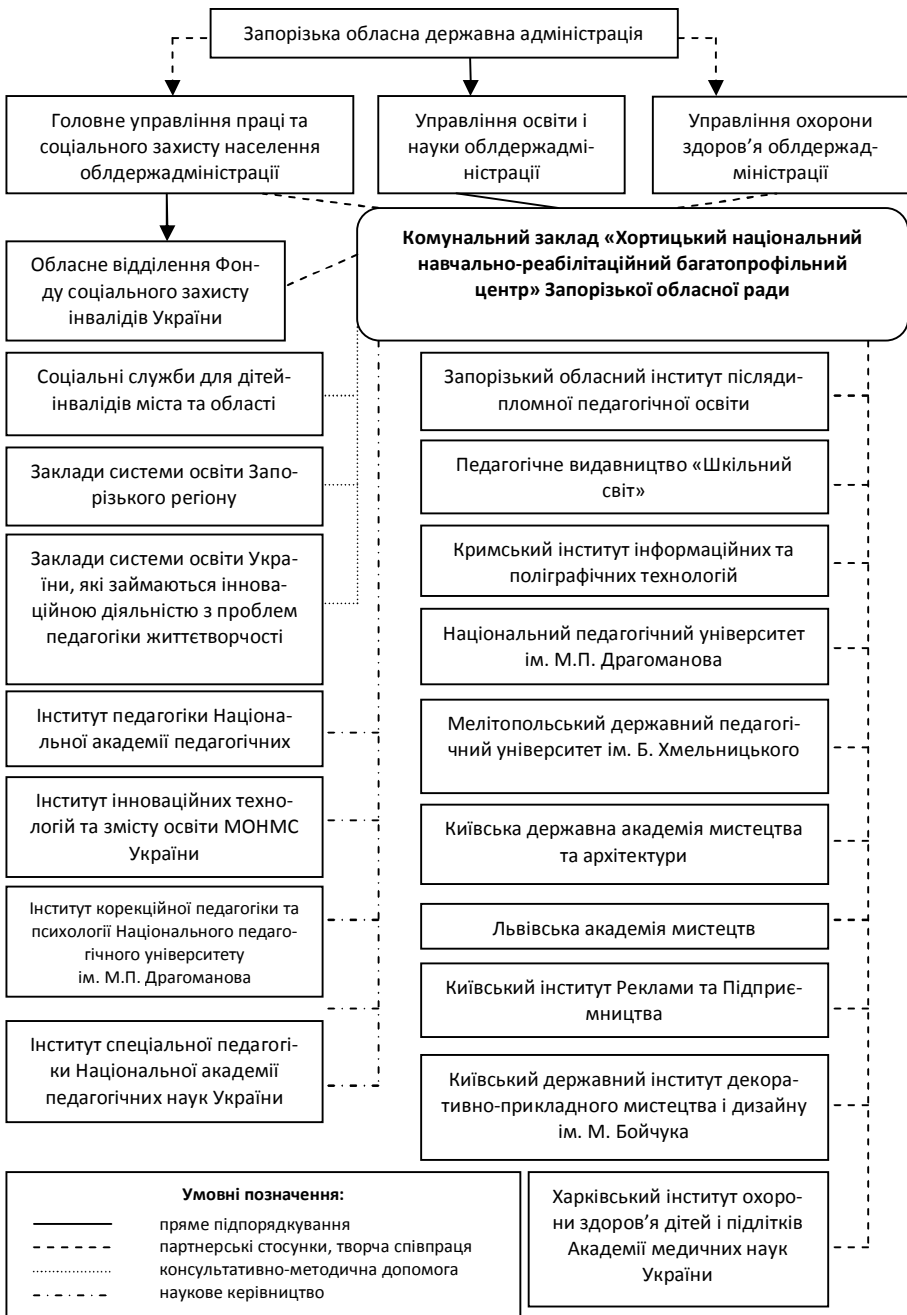 Запорізька обласна державна адміністрація
Головне управління праці та
соціального захисту населення
облдержадміністрації
Управління освіти і
науки облдержадмі-
ністрації
Управління охорони
здоров’я облдержад-
міністрації
Комунальний заклад «Хортицький національний
навчально-реабілітаційний багатопрофільний
центр» Запорізької обласної ради
Обласне відділення Фон-
ду соціального захисту
інвалідів України
Соціальні служби для дітей-
інвалідів міста та області
Заклади системи освіти Запо-
різького регіону
Заклади системи освіти Укра-
їни, які займаються іннова-
ційною діяльністю з проблем
педагогіки життєтворчості
Інститут педагогіки Націона-
льної академії педагогічних
Інститут інноваційних техно-
логій та змісту освіти МОНМС
України
Інститут корекційної педагогіки та
психології Національного педаго-
гічного університету
ім. М.П. Драгоманова
Інститут спеціальної педагогі-
ки Національної академії
педагогічних наук України
Запорізький обласний інститут післяди-
пломної педагогічної освіти
Педагогічне видавництво «Шкільний
світ»
Кримський інститут інформаційних та
поліграфічних технологій
Національний педагогічний університет
ім. М.П. Драгоманова
Мелітопольський державний педагогі-
чний університет ім. Б. Хмельницького
Київська державна академія мистецтва
та архітектури
Львівська академія мистецтв
Київський інститут Реклами та Підприє-
мництва
Київський державний інститут декора-
тивно-прикладного мистецтва і дизайну
ім. М. Бойчука
Харківський інститут охоро-
ни здоров’я дітей і підлітків
Академії медичних наук
України
Умовні позначення:
пряме підпорядкування
партнерські стосунки, творча співпраця
консультативно-методична допомога
наукове керівництво